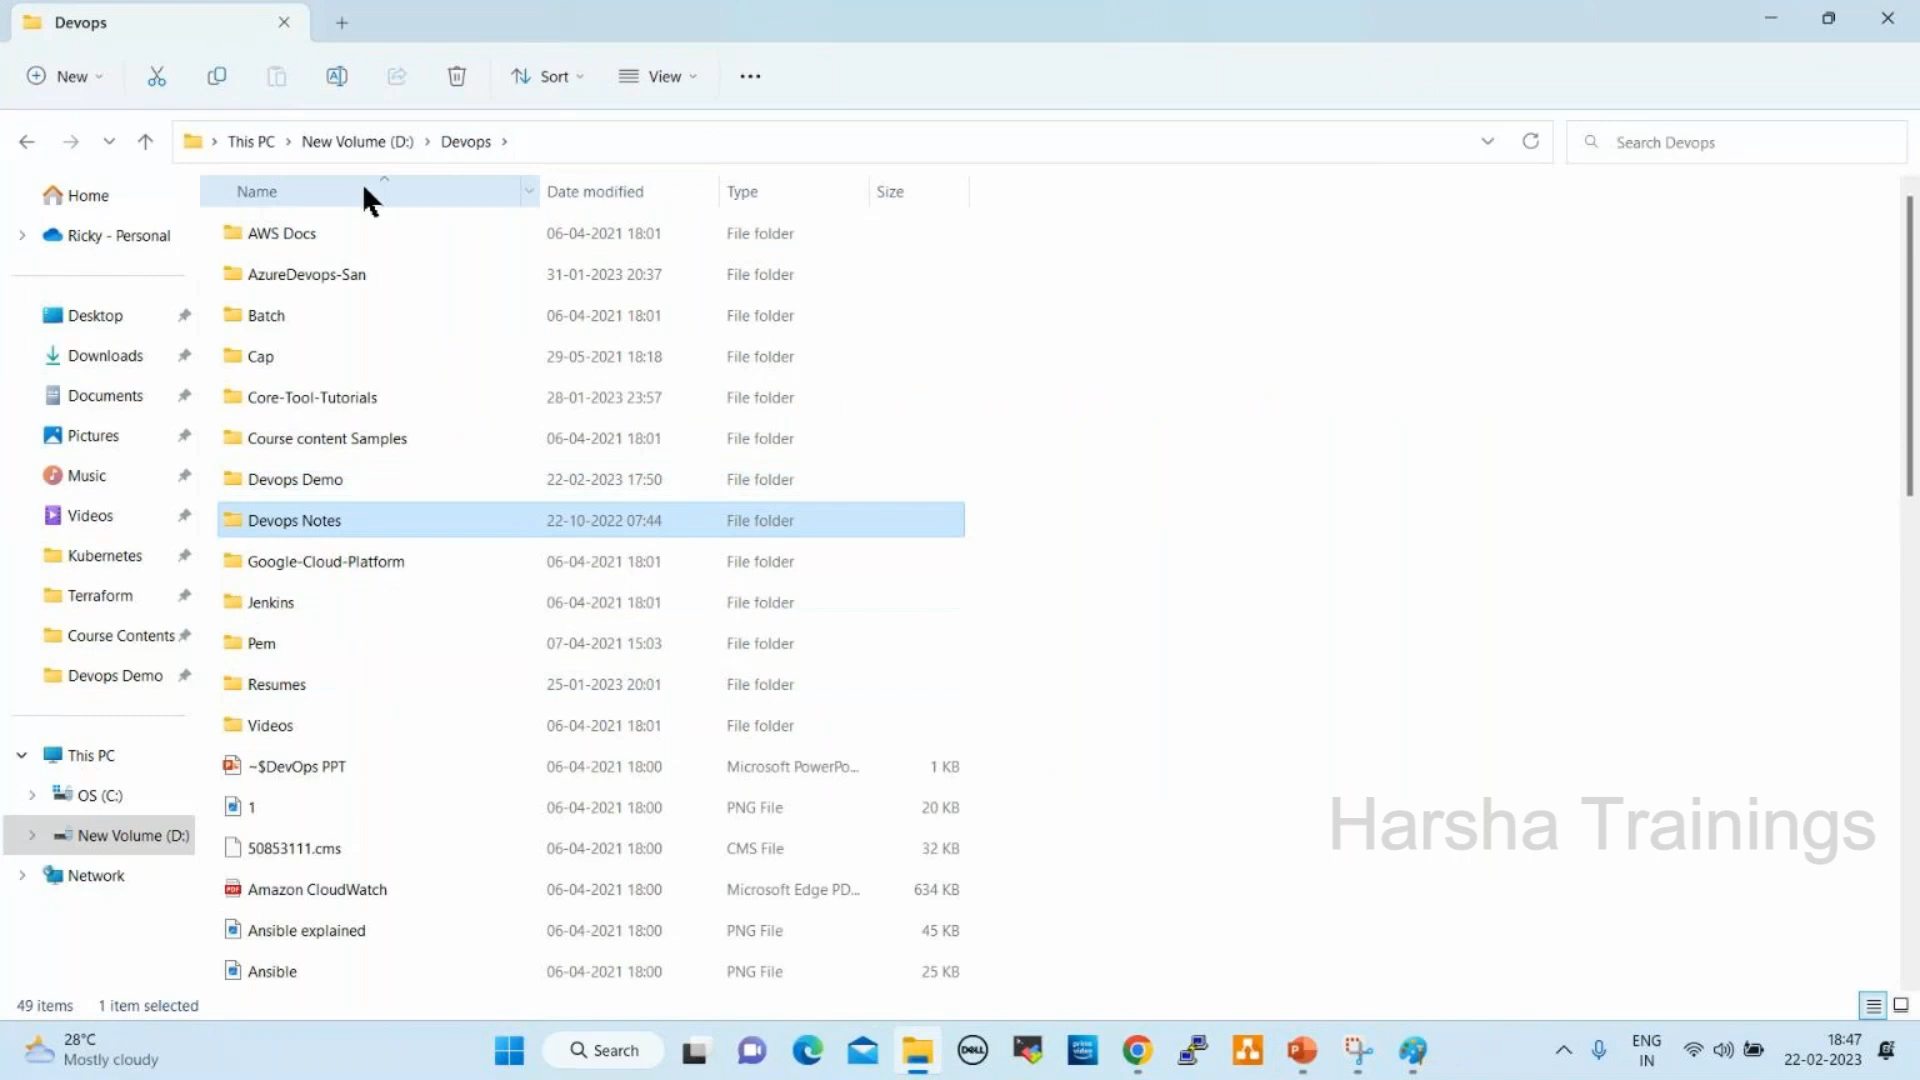 Devops
New
Sort
View
This PC
New Volume (D:)
Devops
Search Devops
Name
Date modified
Type
Size
Home
Ricky - Personal
Desktop
Downloads
Documents
Pictures
Music
Videos
Kubernetes
Terraform
Course Contents
Devops Demo
This PC
OS (C:)
New Volume (D:)
Network
AWS Docs 06-04-2021 18:01 File folder
AzureDevops-San 31-01-2023 20:37 File folder
Batch 06-04-2021 18:01 File folder
Cap 29-05-2021 18:18 File folder
Core-Tool-Tutorials 28-01-2023 23:57 File folder
Course content Samples 06-04-2021 18:01 File folder
Devops Demo 22-02-2023 17:50 File folder
Devops Notes 22-10-2022 07:44 File folder
Google-Cloud-Platform 06-04-2021 18:01 File folder
Jenkins 06-04-2021 18:01 File folder
Pem 07-04-2021 15:03 File folder
Resumes 25-01-2023 20:01 File folder
Videos 06-04-2021 18:01 File folder
~$DevOps PPT 06-04-2021 18:00 Microsoft PowerPo... 1 KB
1 06-04-2021 18:00 PNG File 20 KB
50853111.cms 06-04-2021 18:00 CMS File 32 KB
Amazon CloudWatch 06-04-2021 18:00 Microsoft Edge PD... 634 KB
Ansible explained 06-04-2021 18:00 PNG File 45 KB
Ansible 06-04-2021 18:00 PNG File 25 KB
Harsha Trainings
49 items 1 item selected
28°C
Mostly cloudy
Search
DELL
prime video
ENG
IN
18:47
22-02-2023